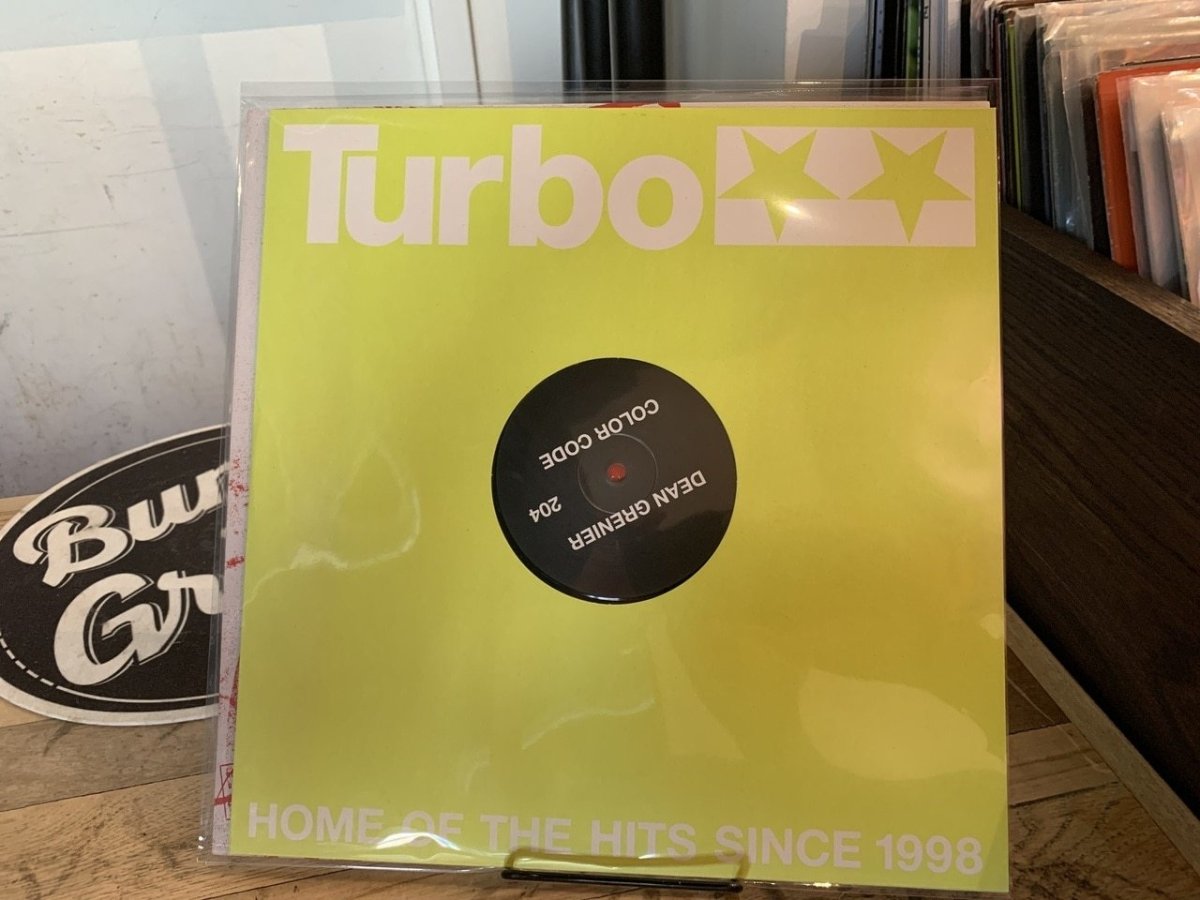 Turbo
COLOR CODE
204
DEAN GRENIER
HOME OF THE HITS SINCE 1998